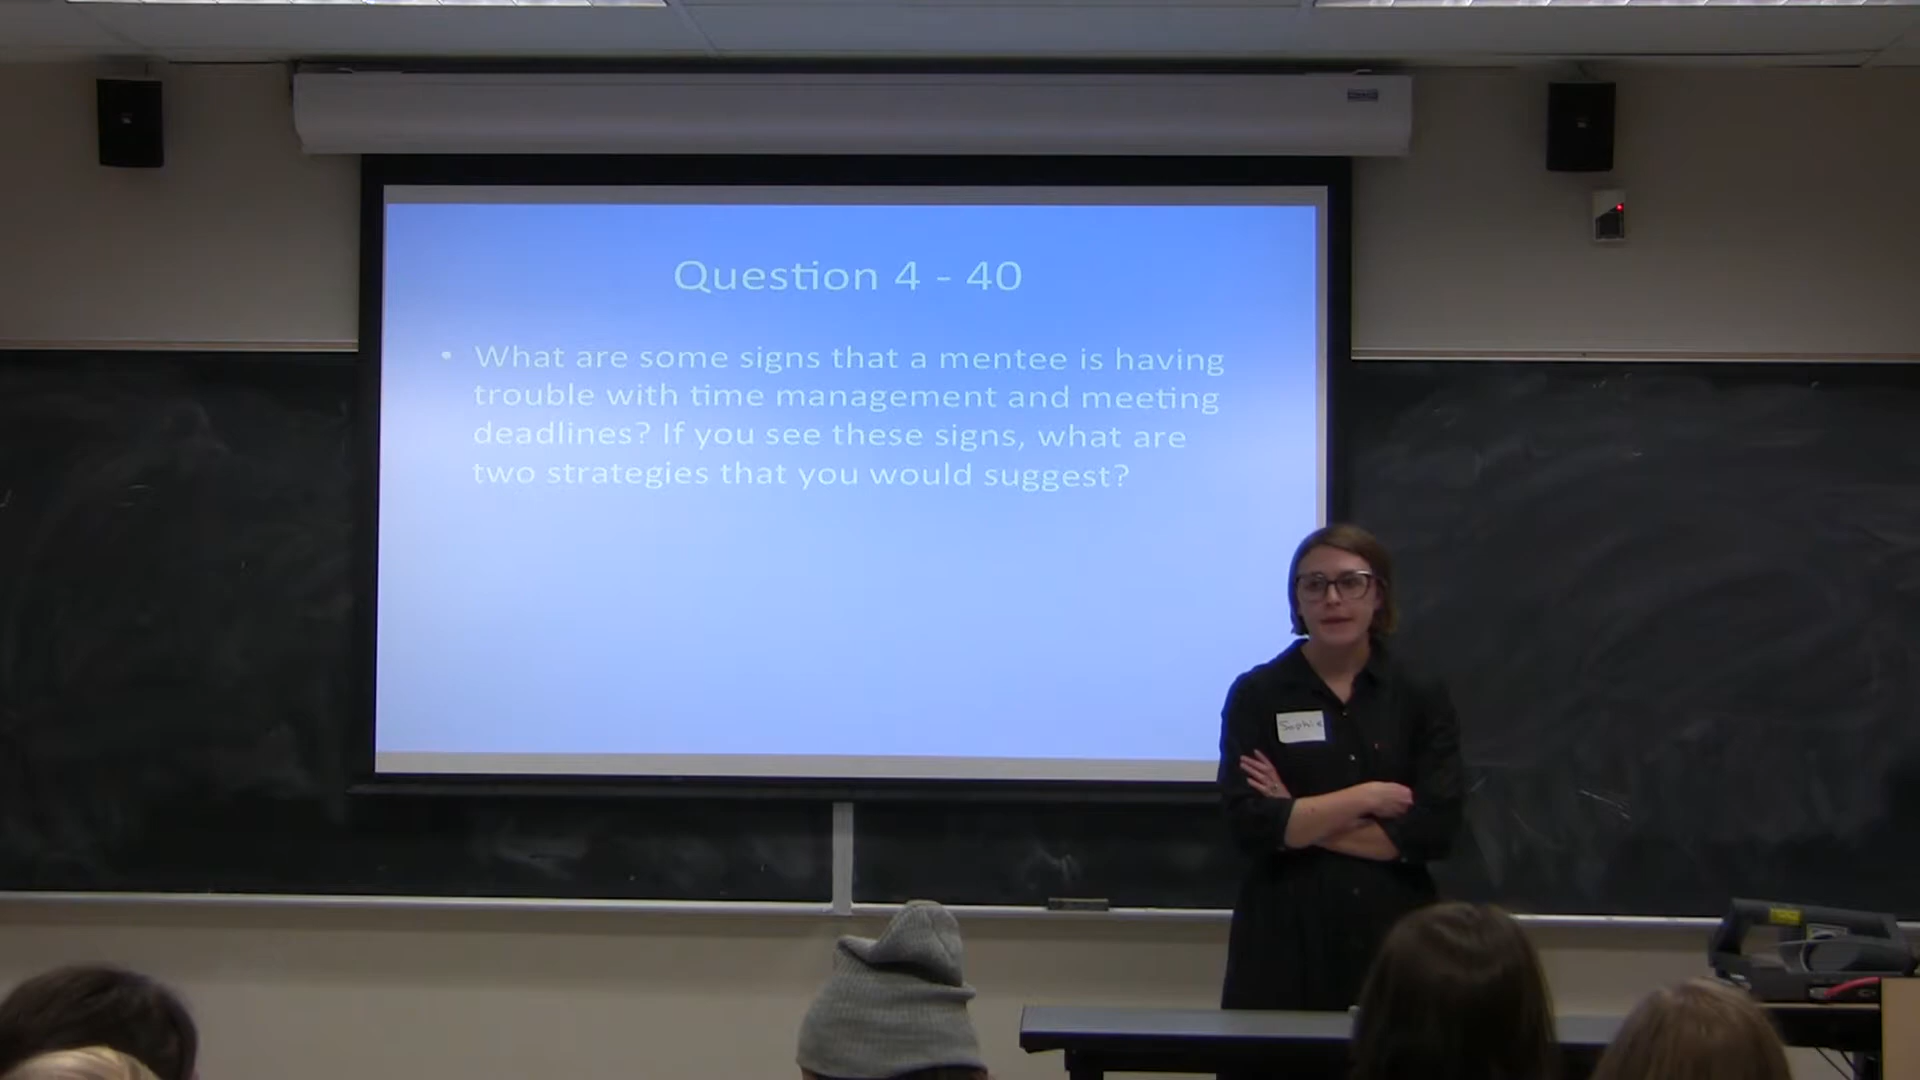 Question 4 - 40
• What are some signs that a mentee is having
trouble with time management and meeting
deadlines? If you see these signs, what are
two strategies that you would suggest?
Sophie